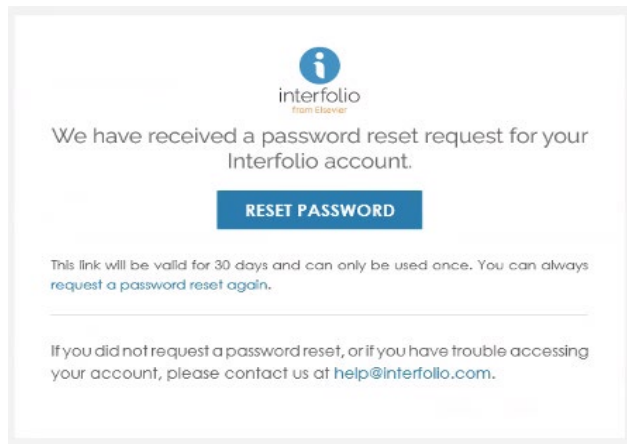 interfolio
from Elsevier
We have received a password reset request for your
Interfolio account.
RESET PASSWORD
This link will be valid for 30 days and can only be used once. You can always
request a password reset again.
If you did not request a password reset, or if you have trouble accessing
your account, please contact us at help@interfolio.com.